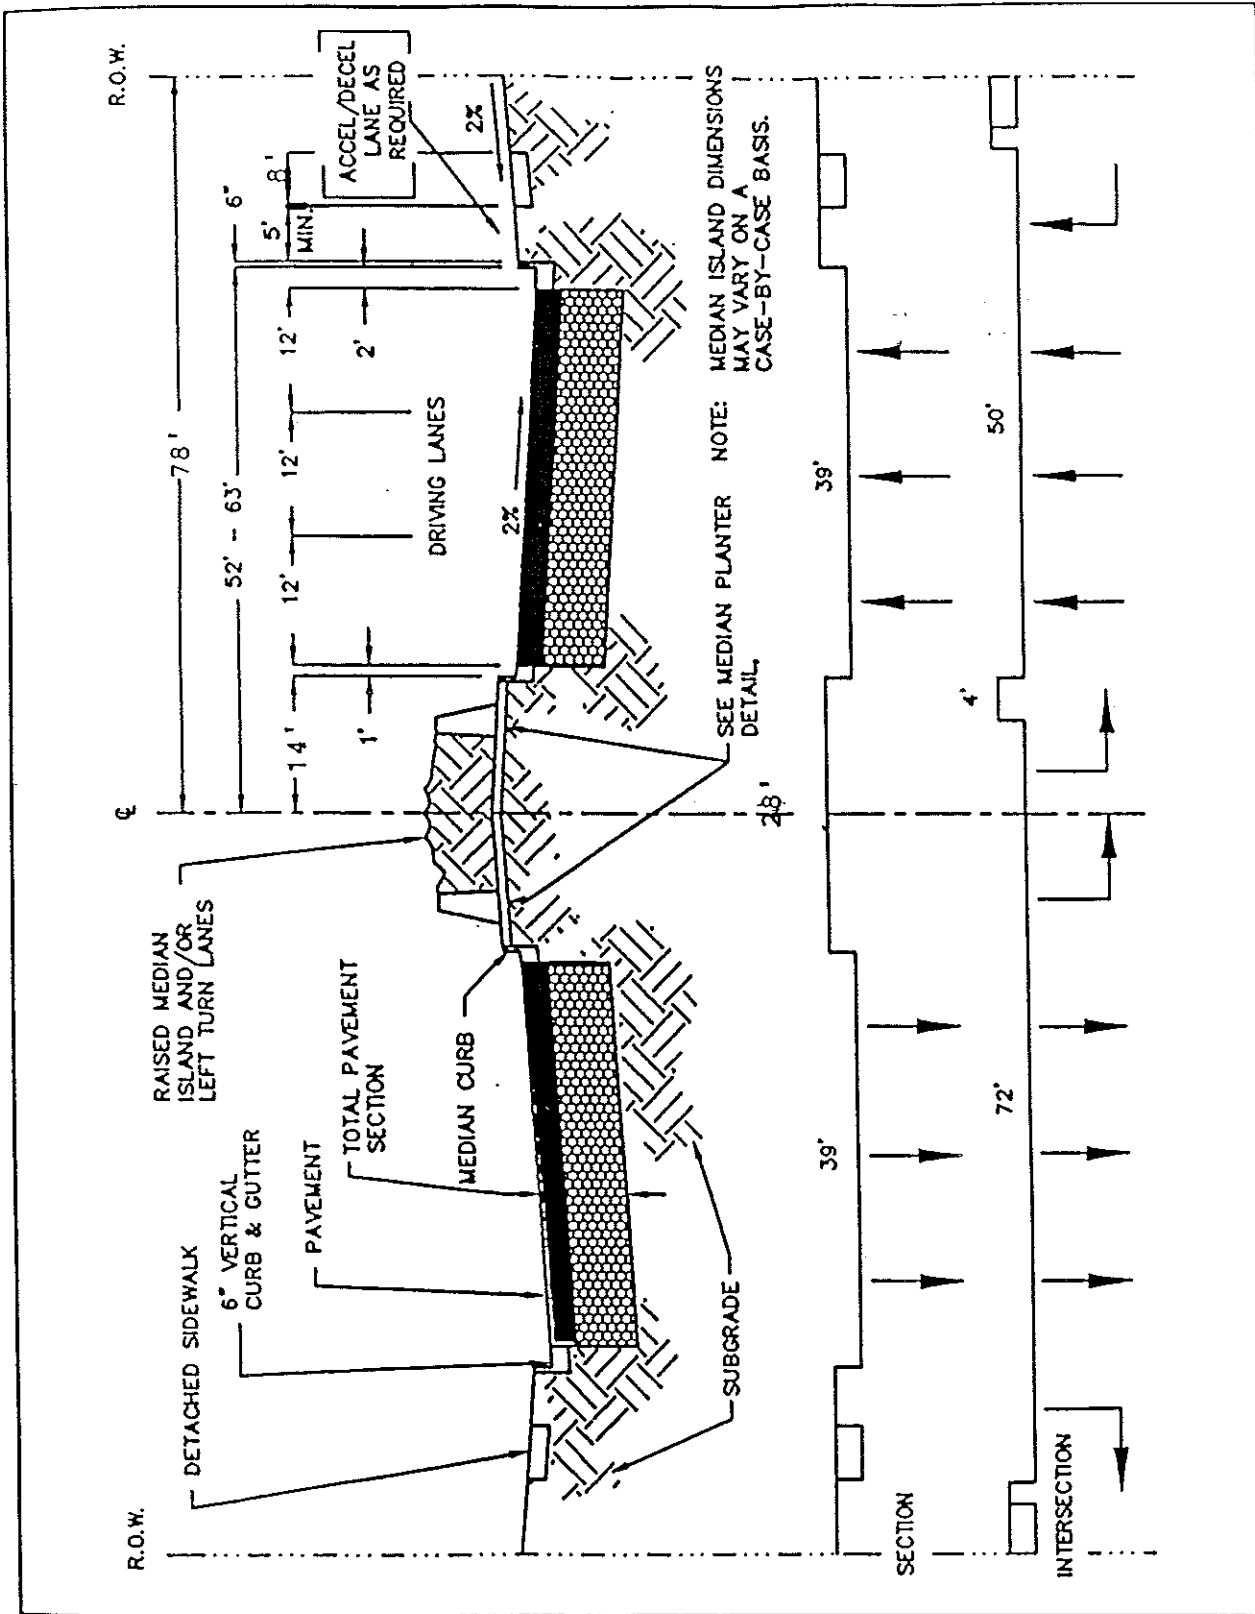 R.O.W.
R.O.W.
℄
78'
52' – 63'
14'
12'
12'
12'
1'
2'
6"
5'
MIN.
8'
ACCEL/DECEL
LANE AS
REQUIRED
2%
2%
DRIVING LANES
RAISED MEDIAN
ISLAND AND/OR
LEFT TURN LANES
DETACHED SIDEWALK
6" VERTICAL
CURB & GUTTER
PAVEMENT
TOTAL PAVEMENT
SECTION
MEDIAN CURB
SUBGRADE
SEE MEDIAN PLANTER
DETAIL.
NOTE: MEDIAN ISLAND DIMENSIONS
MAY VARY ON A
CASE-BY-CASE BASIS.
SECTION
39'
28'
39'
INTERSECTION
72'
4'
50'